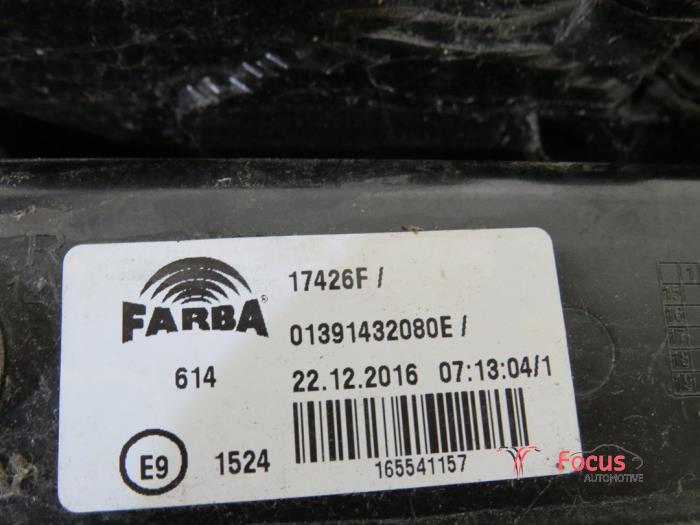 17426F /
FARBA®
01391432080E /
614
22.12.2016 07:13:04/1
E9
1524
165541157
Focus
AUTOMOTIVE
R